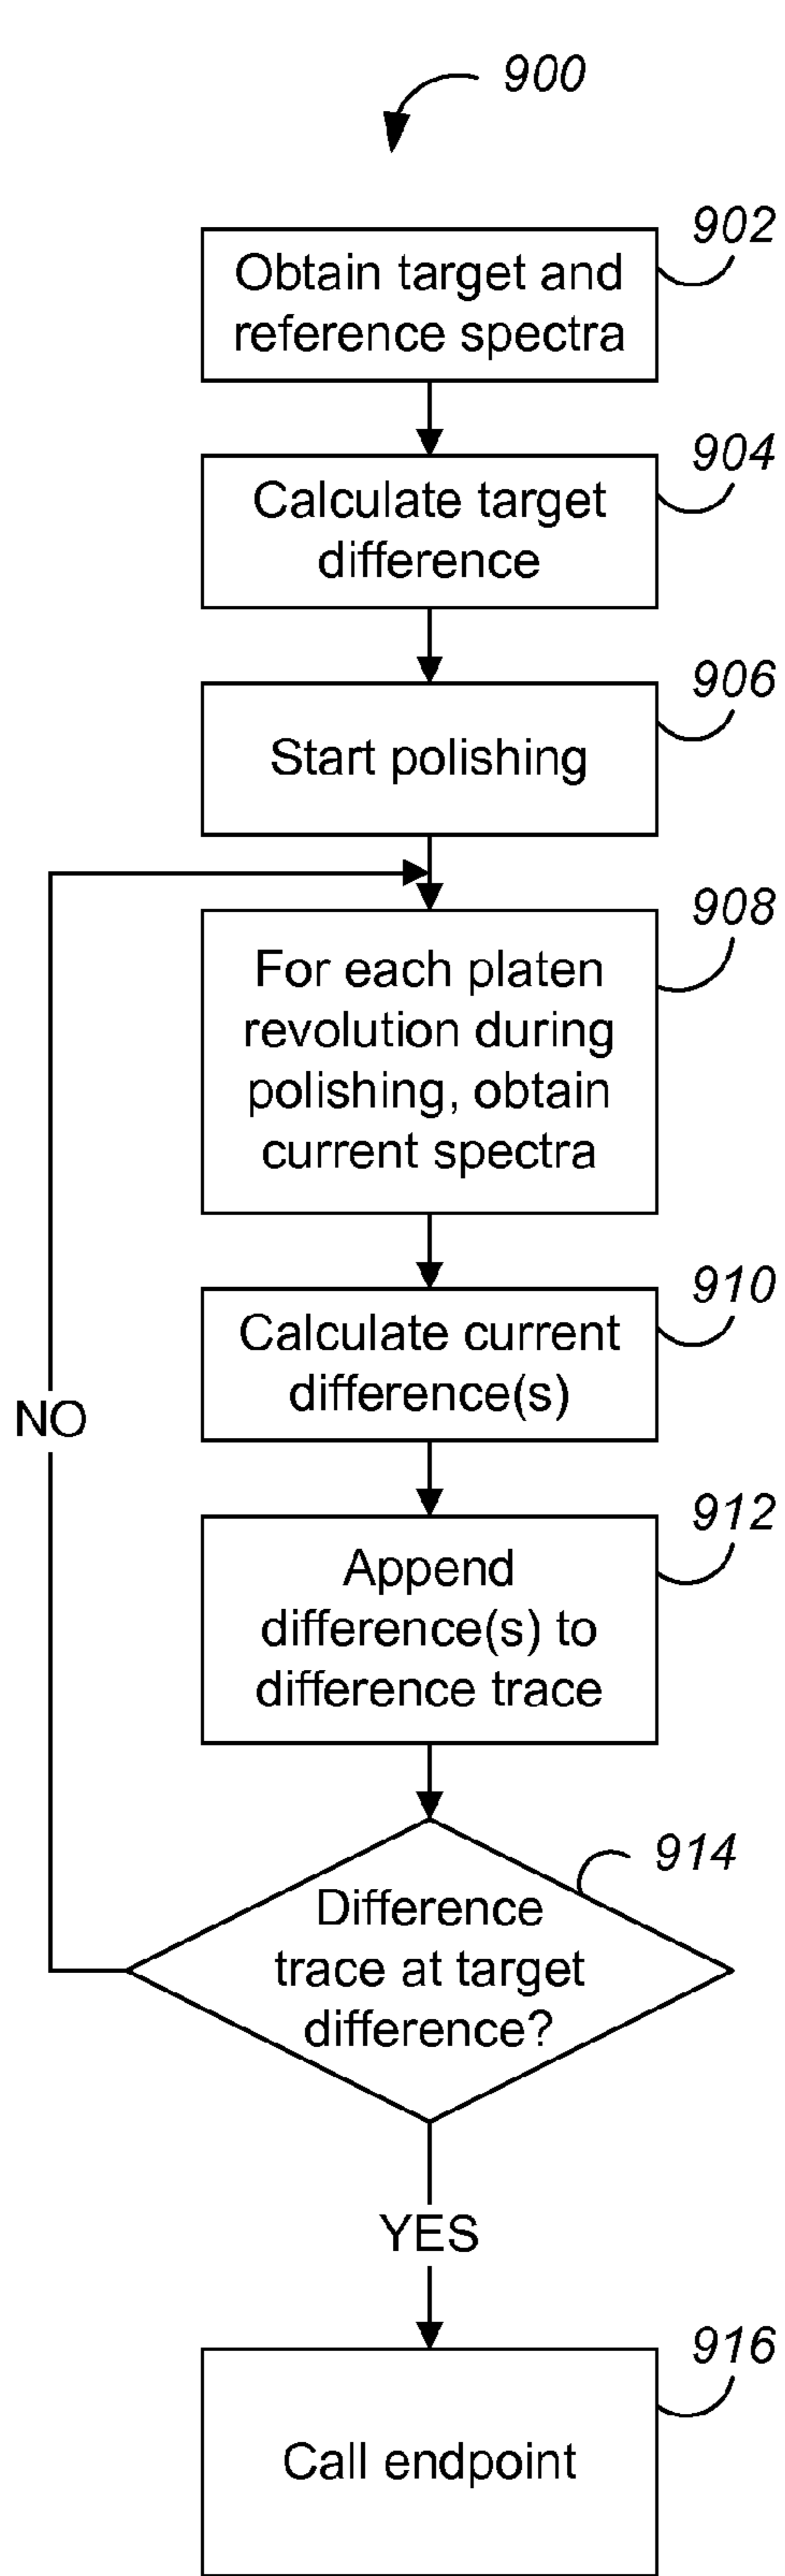 900
902
Obtain target and
reference spectra
904
Calculate target
difference
906
Start polishing
908
For each platen
revolution during
polishing, obtain
current spectra
910
Calculate current
difference(s)
NO
912
Append
difference(s) to
difference trace
914
Difference
trace at target
difference?
YES
916
Call endpoint